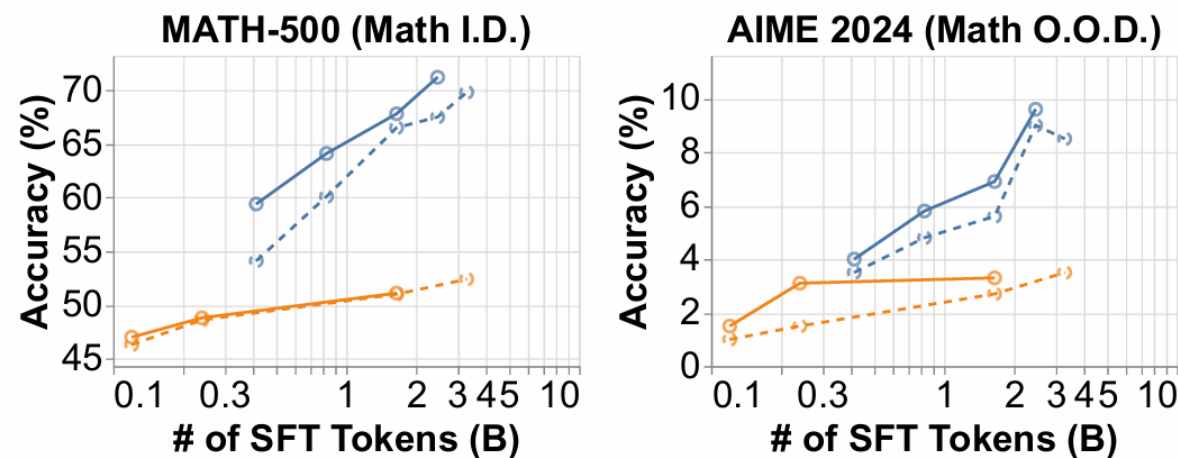 MATH-500 (Math I.D.)
Accuracy (%)
70
65
60
55
50
45
0.1 0.3 1 2 3 4 5 10
# of SFT Tokens (B)
AIME 2024 (Math O.O.D.)
Accuracy (%)
10
8
6
4
2
0
0.1 0.3 1 2 3 4 5 10
# of SFT Tokens (B)